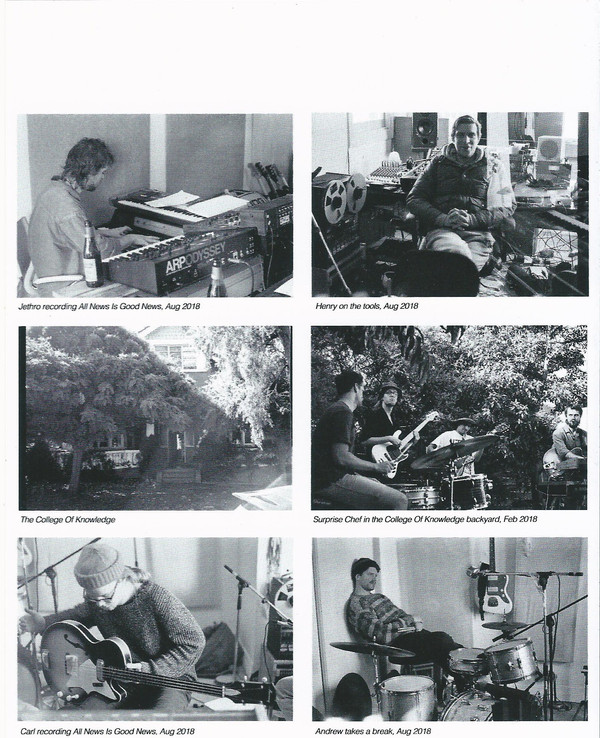 ARP ODYSSEY
Jethro recording All News Is Good News, Aug 2018
Henry on the tools, Aug 2018
The College Of Knowledge
Surprise Chef in the College Of Knowledge backyard, Feb 2018
Carl recording All News Is Good News, Aug 2018
Andrew takes a break, Aug 2018